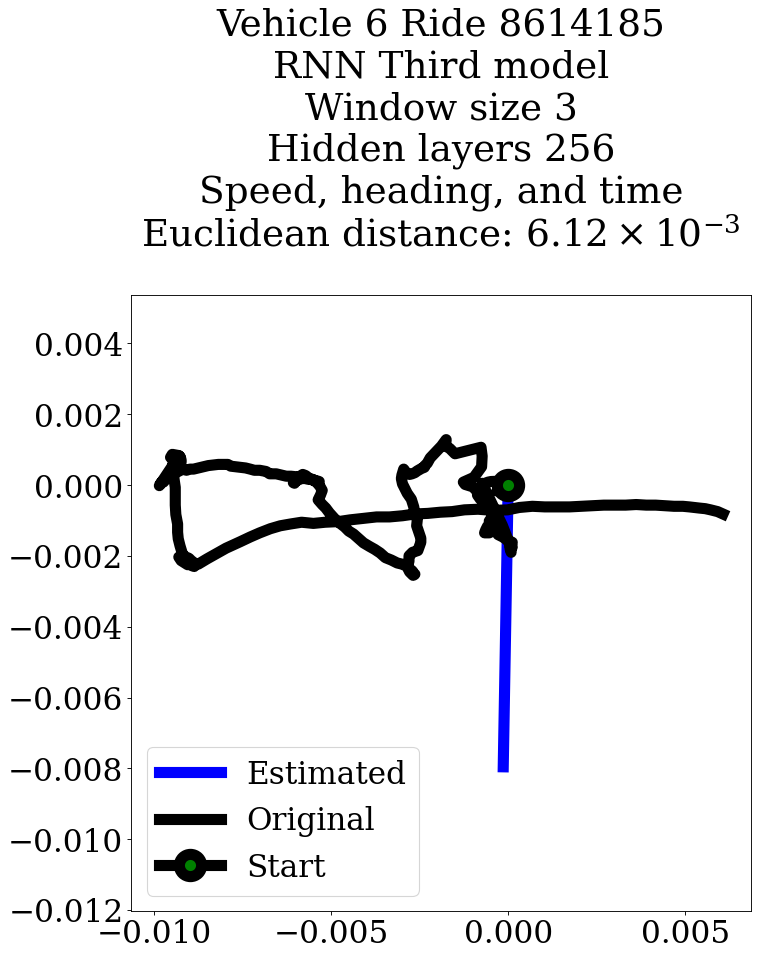 Vehicle 6 Ride 8614185
RNN Third model
Window size 3
Hidden layers 256
Speed, heading, and time
Euclidean distance: 6.12 × 10⁻³
0.004
0.002
0.000
−0.002
−0.004
−0.006
−0.008
−0.010
−0.012
Estimated
Original
Start
−0.010
−0.005
0.000
0.005